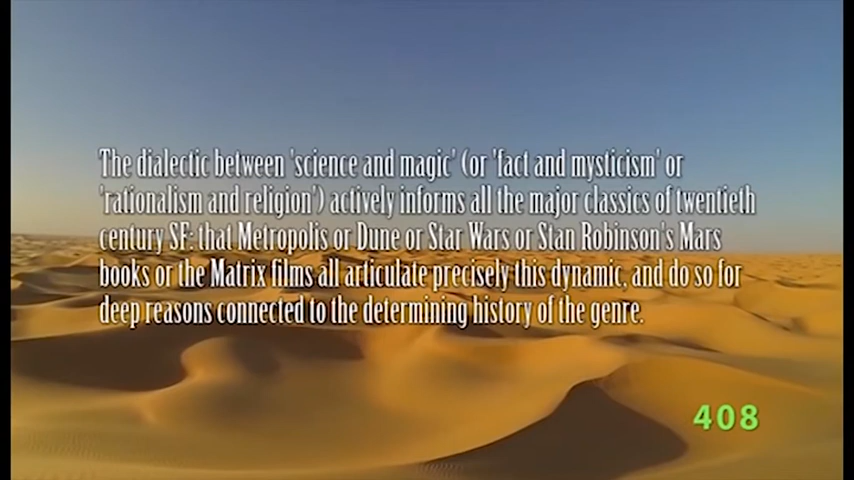 The dialectic between 'science and magic' (or 'fact and mysticism' or
'rationalism and religion') actively informs all the major classics of twentieth
century SF: that Metropolis or Dune or Star Wars or Stan Robinson's Mars
books or the Matrix films all articulate precisely this dynamic, and do so for
deep reasons connected to the determining history of the genre.
408